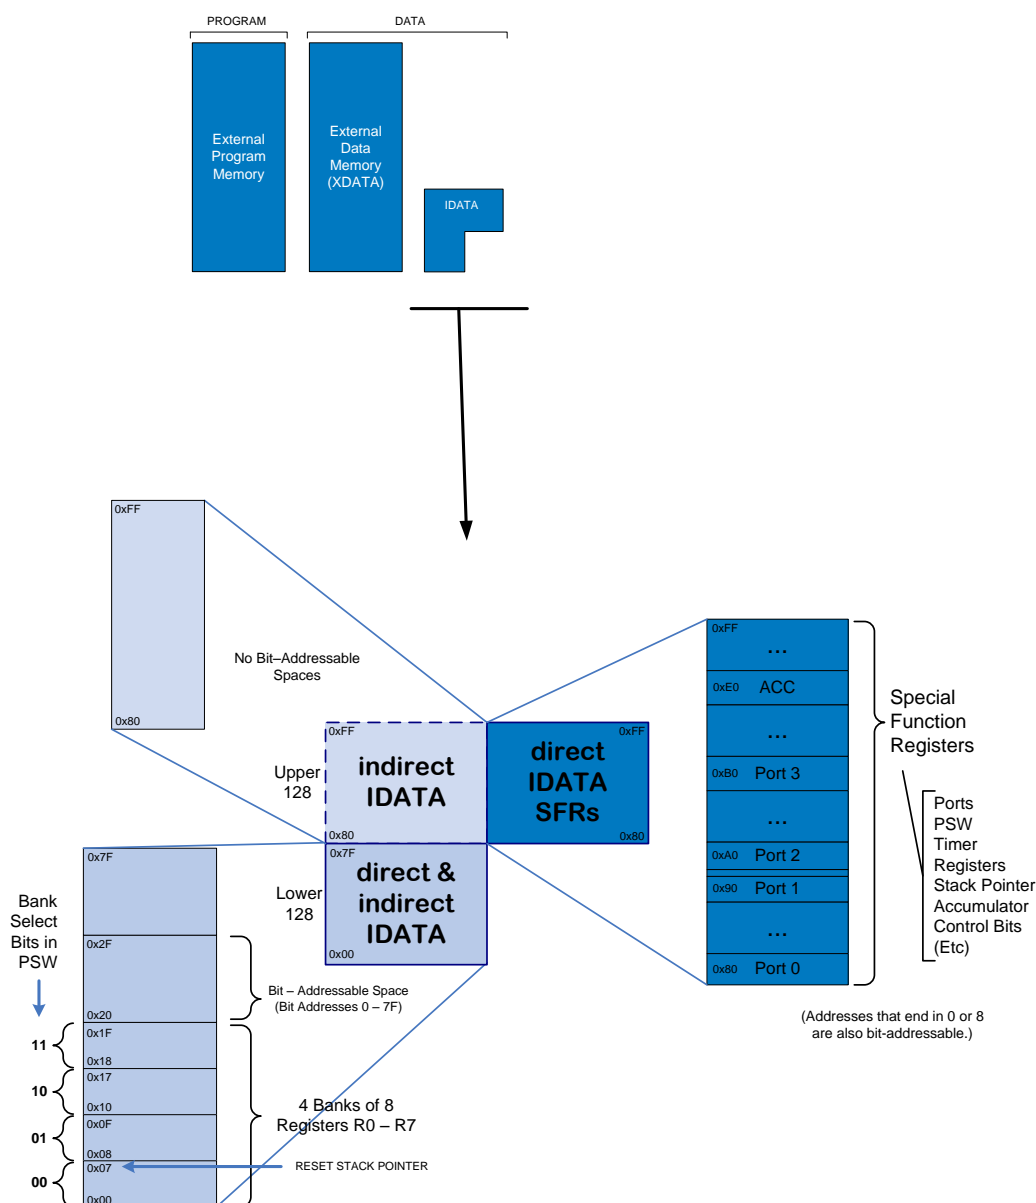 PROGRAM
DATA
External
Program
Memory
External
Data
Memory
(XDATA)
IDATA
0xFF
0x80
No Bit–Addressable
Spaces
Upper
128
0xFF
indirect
IDATA
0x80
0xFF
direct
IDATA
SFRs
0x80
Lower
128
0x7F
direct &
indirect
IDATA
0x00
0xFF
...
0xE0 ACC
...
0xB0 Port 3
...
0xA0 Port 2
0x90 Port 1
...
0x80 Port 0
Special
Function
Registers
Ports
PSW
Timer
Registers
Stack Pointer
Accumulator
Control Bits
(Etc)
(Addresses that end in 0 or 8
are also bit-addressable.)
Bank
Select
Bits in
PSW
0x7F
0x2F
0x20
Bit – Addressable Space
(Bit Addresses 0 – 7F)
11
0x1F
0x18
10
0x17
0x10
01
0x0F
0x08
00
0x07
0x00
4 Banks of 8
Registers R0 – R7
RESET STACK POINTER